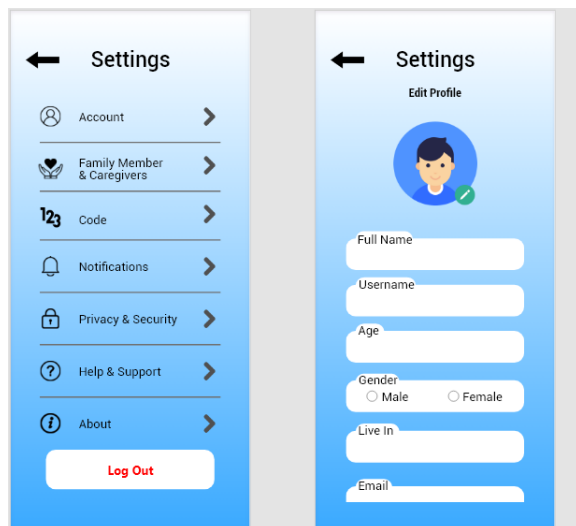 Settings
Account
Family Member
& Caregivers
123
Code
Notifications
Privacy & Security
?
Help & Support
i
About
Log Out
Settings
Edit Profile
Full Name
Username
Age
Gender
Male Female
Live In
Email